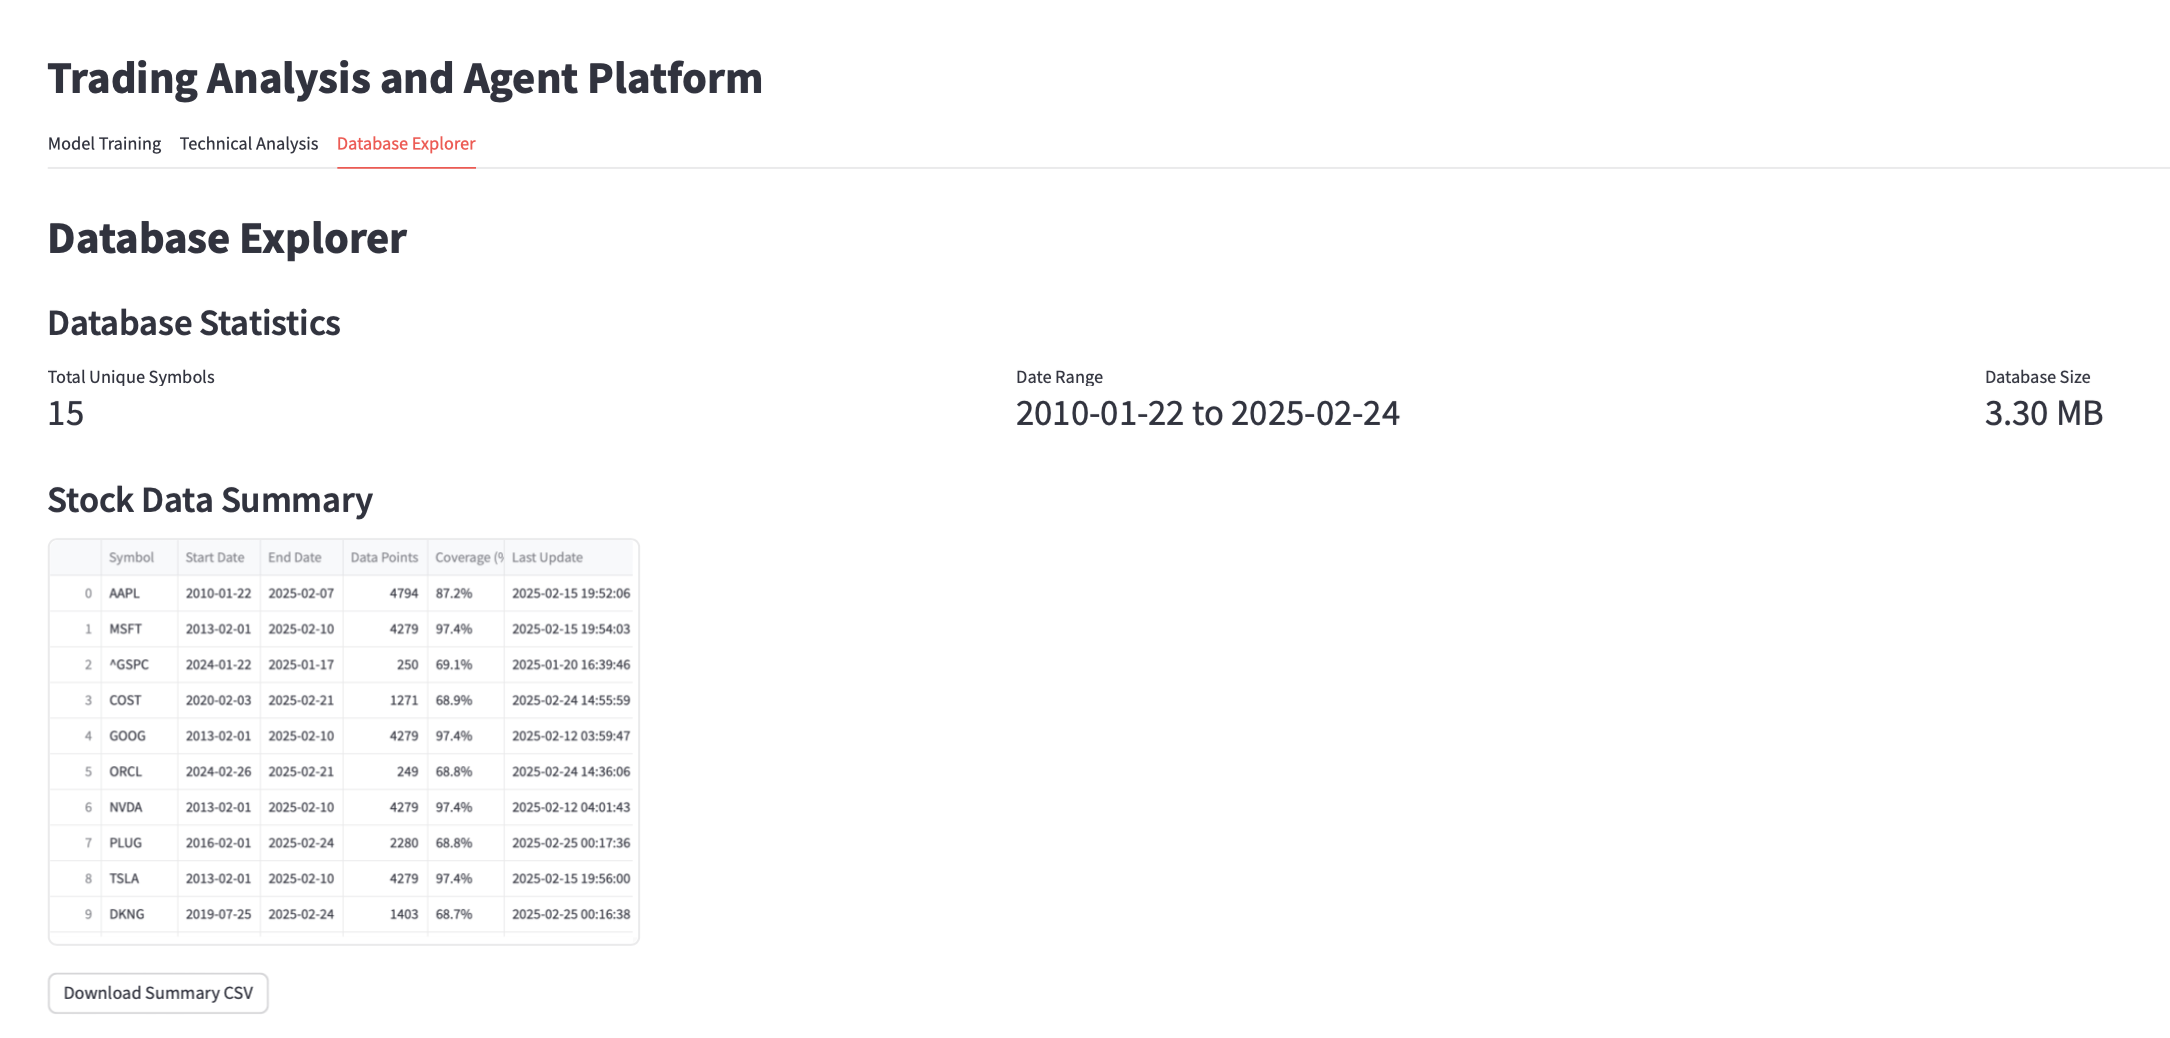 Trading Analysis and Agent Platform
Model Training Technical Analysis Database Explorer
Database Explorer
Database Statistics
Total Unique Symbols Date Range Database Size
15 2010-01-22 to 2025-02-24 3.30 MB
Stock Data Summary
Symbol Start Date End Date Data Points Coverage (% Last Update
0 AAPL 2010-01-22 2025-02-07 4794 87.2% 2025-02-15 19:52:06
1 MSFT 2013-02-01 2025-02-10 4279 97.4% 2025-02-15 19:54:03
2 ^GSPC 2024-01-22 2025-01-17 250 69.1% 2025-01-20 16:39:46
3 COST 2020-02-03 2025-02-21 1271 68.9% 2025-02-24 14:55:59
4 GOOG 2013-02-01 2025-02-10 4279 97.4% 2025-02-12 03:59:47
5 ORCL 2024-02-26 2025-02-21 249 68.8% 2025-02-24 14:36:06
6 NVDA 2013-02-01 2025-02-10 4279 97.4% 2025-02-12 04:01:43
7 PLUG 2016-02-01 2025-02-24 2280 68.8% 2025-02-25 00:17:36
8 TSLA 2013-02-01 2025-02-10 4279 97.4% 2025-02-15 19:56:00
9 DKNG 2019-07-25 2025-02-24 1403 68.7% 2025-02-25 00:16:38
Download Summary CSV